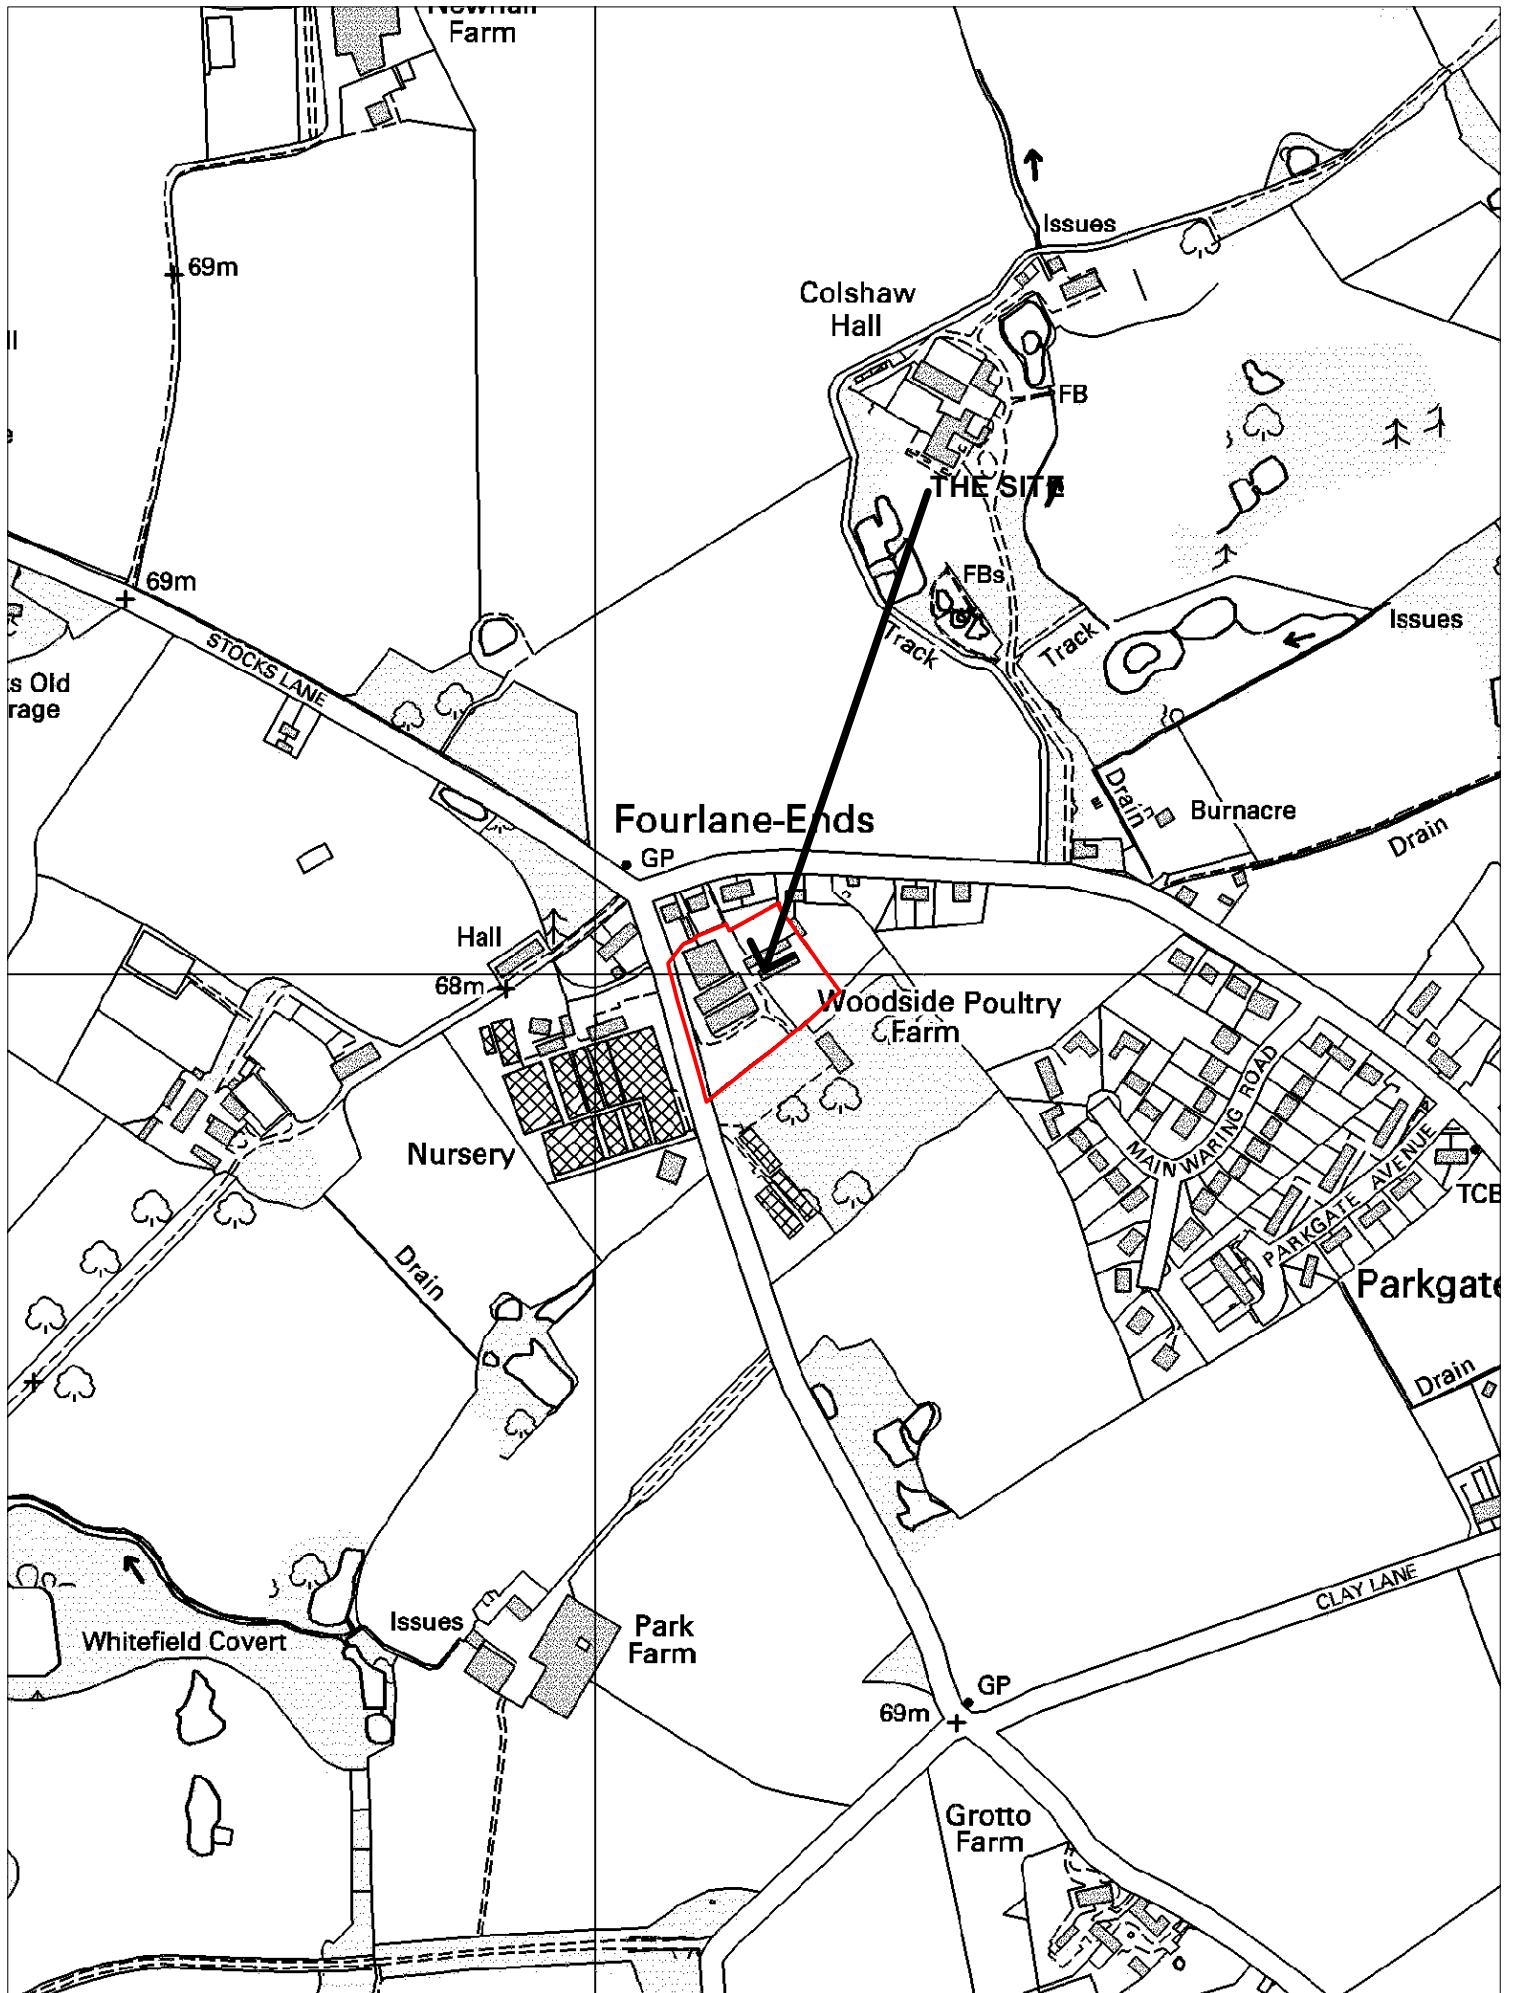 Farm
Issues
69m
Colshaw
Hall
FB
THE SITE
FBs
69m
Issues
Track
Track
STOCKS LANE
Drain
Burnacre
Fourlane-Ends
Drain
GP
Hall
68m
Woodside Poultry
Farm
MAINWARING ROAD
Nursery
PARKGATE AVENUE
TCB
Drain
Parkgate
Drain
CLAY LANE
Issues
Park
Farm
Whitefield Covert
GP
69m
Grotto
Farm